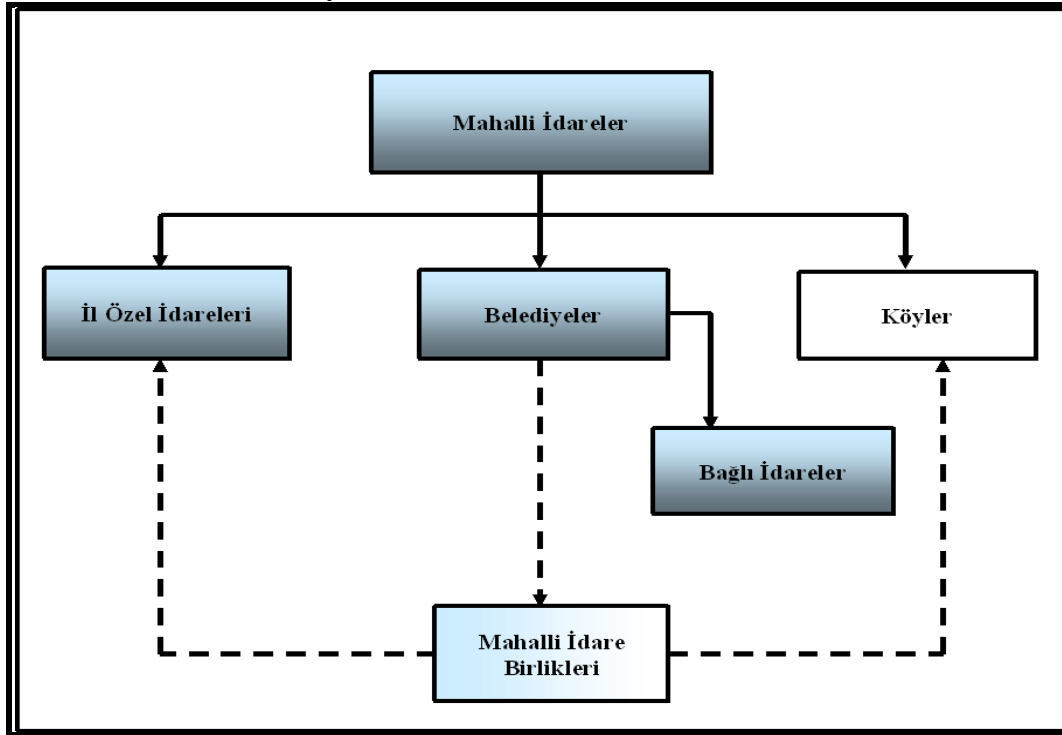 Mahalli İdareler
İl Özel İdareleri
Belediyeler
Köyler
Bağlı İdareler
Mahalli İdare
Birlikleri